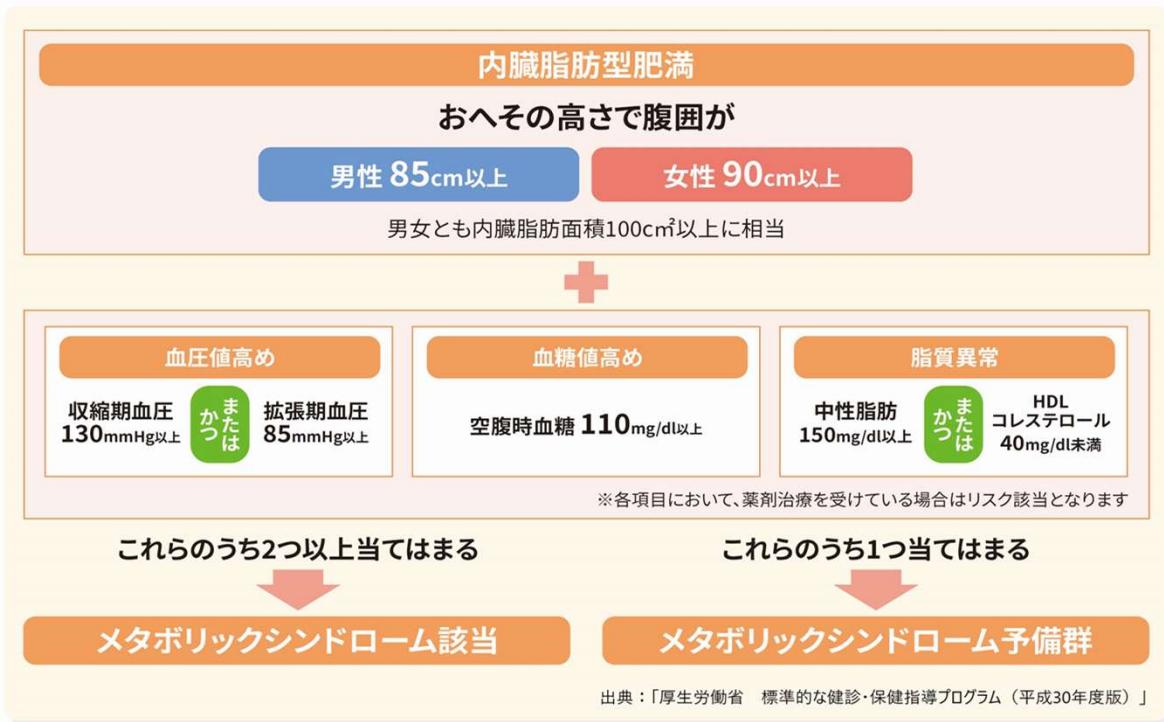 内臓脂肪型肥満
おへその高さで腹囲が
男性 85cm以上
女性 90cm以上
男女とも内臓脂肪面積100c㎡以上に相当
血圧値高め
収縮期血圧
130mmHg以上
または
かつ
拡張期血圧
85mmHg以上
血糖値高め
空腹時血糖 110mg/dl以上
脂質異常
中性脂肪
150mg/dl以上
または
かつ
HDL
コレステロール
40mg/dl未満
※各項目において、薬剤治療を受けている場合はリスク該当となります
これらのうち2つ以上当てはまる
メタボリックシンドローム該当
これらのうち1つ当てはまる
メタボリックシンドローム予備群
出典：「厚生労働省　標準的な健診・保健指導プログラム（平成30年度版）」